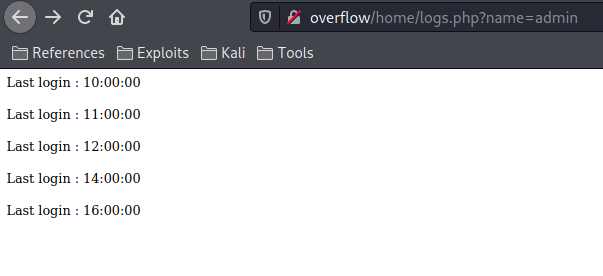 overflow/home/logs.php?name=admin
References Exploits Kali Tools
Last login : 10:00:00
Last login : 11:00:00
Last login : 12:00:00
Last login : 14:00:00
Last login : 16:00:00